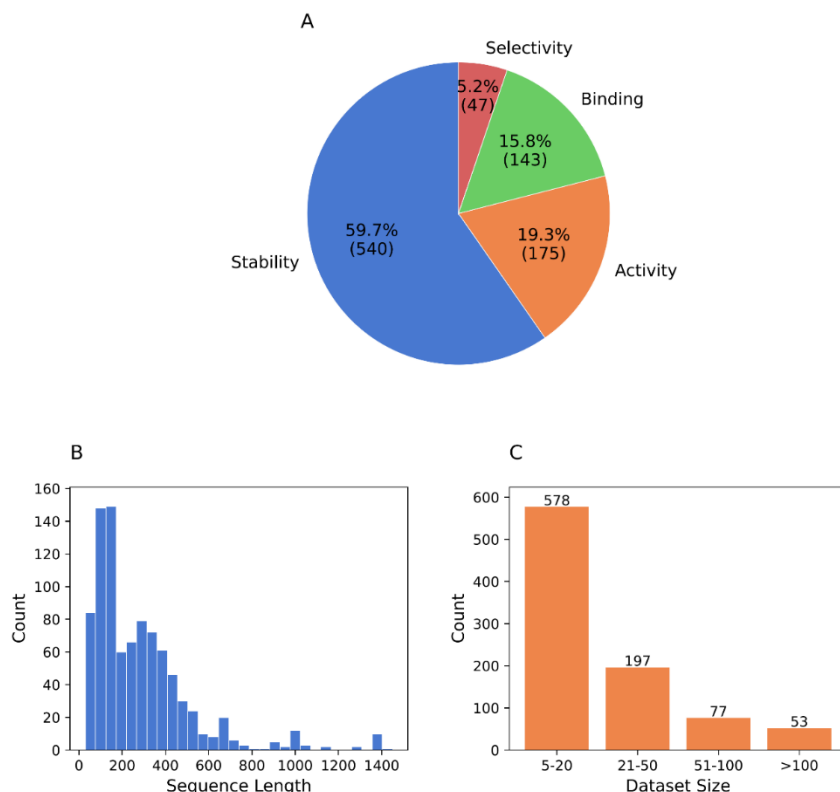 A
Selectivity
5.2%
(47)
Binding
15.8%
(143)
59.7%
(540)
Stability
19.3%
(175)
Activity
B
160
140
120
100
80
60
40
20
0
Count
0 200 400 600 800 1000 1200 1400
Sequence Length
C
600
500
400
300
200
100
0
Count
578
197
77
53
5-20 21-50 51-100 >100
Dataset Size